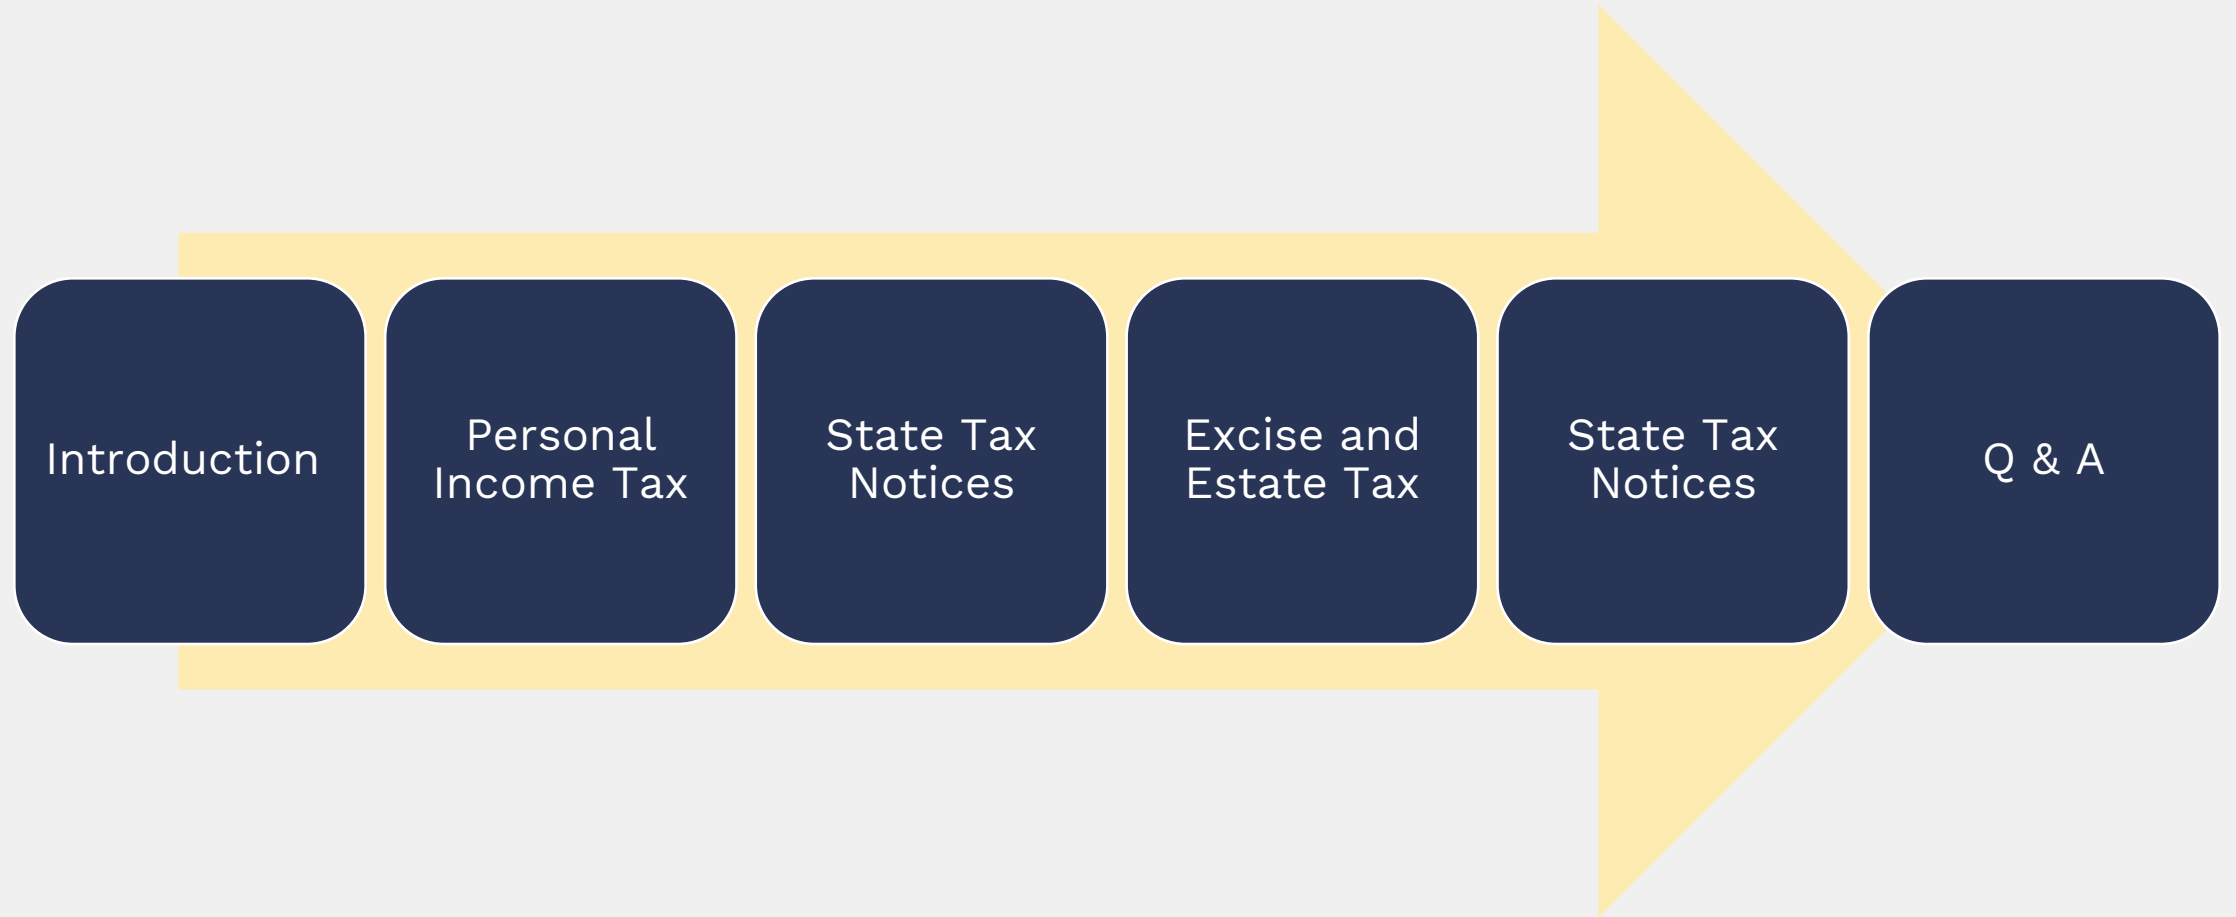 Introduction
Personal
Income Tax
State Tax
Notices
Excise and
Estate Tax
State Tax
Notices
Q & A